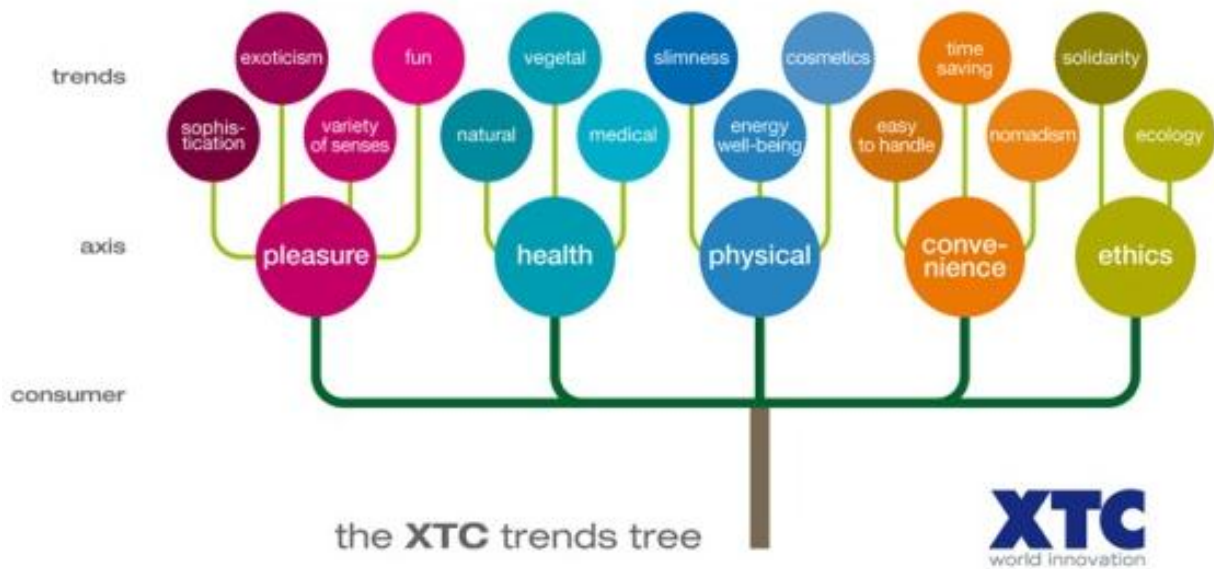 trends
exoticism
fun
vegetal
slimness
cosmetics
time
saving
solidarity
sophis-
tication
variety
of senses
natural
medical
energy
well-being
easy
to handle
nomadism
ecology
axis
pleasure
health
physical
conve-
nience
ethics
consumer
the XTC trends tree
XTC
world innovation